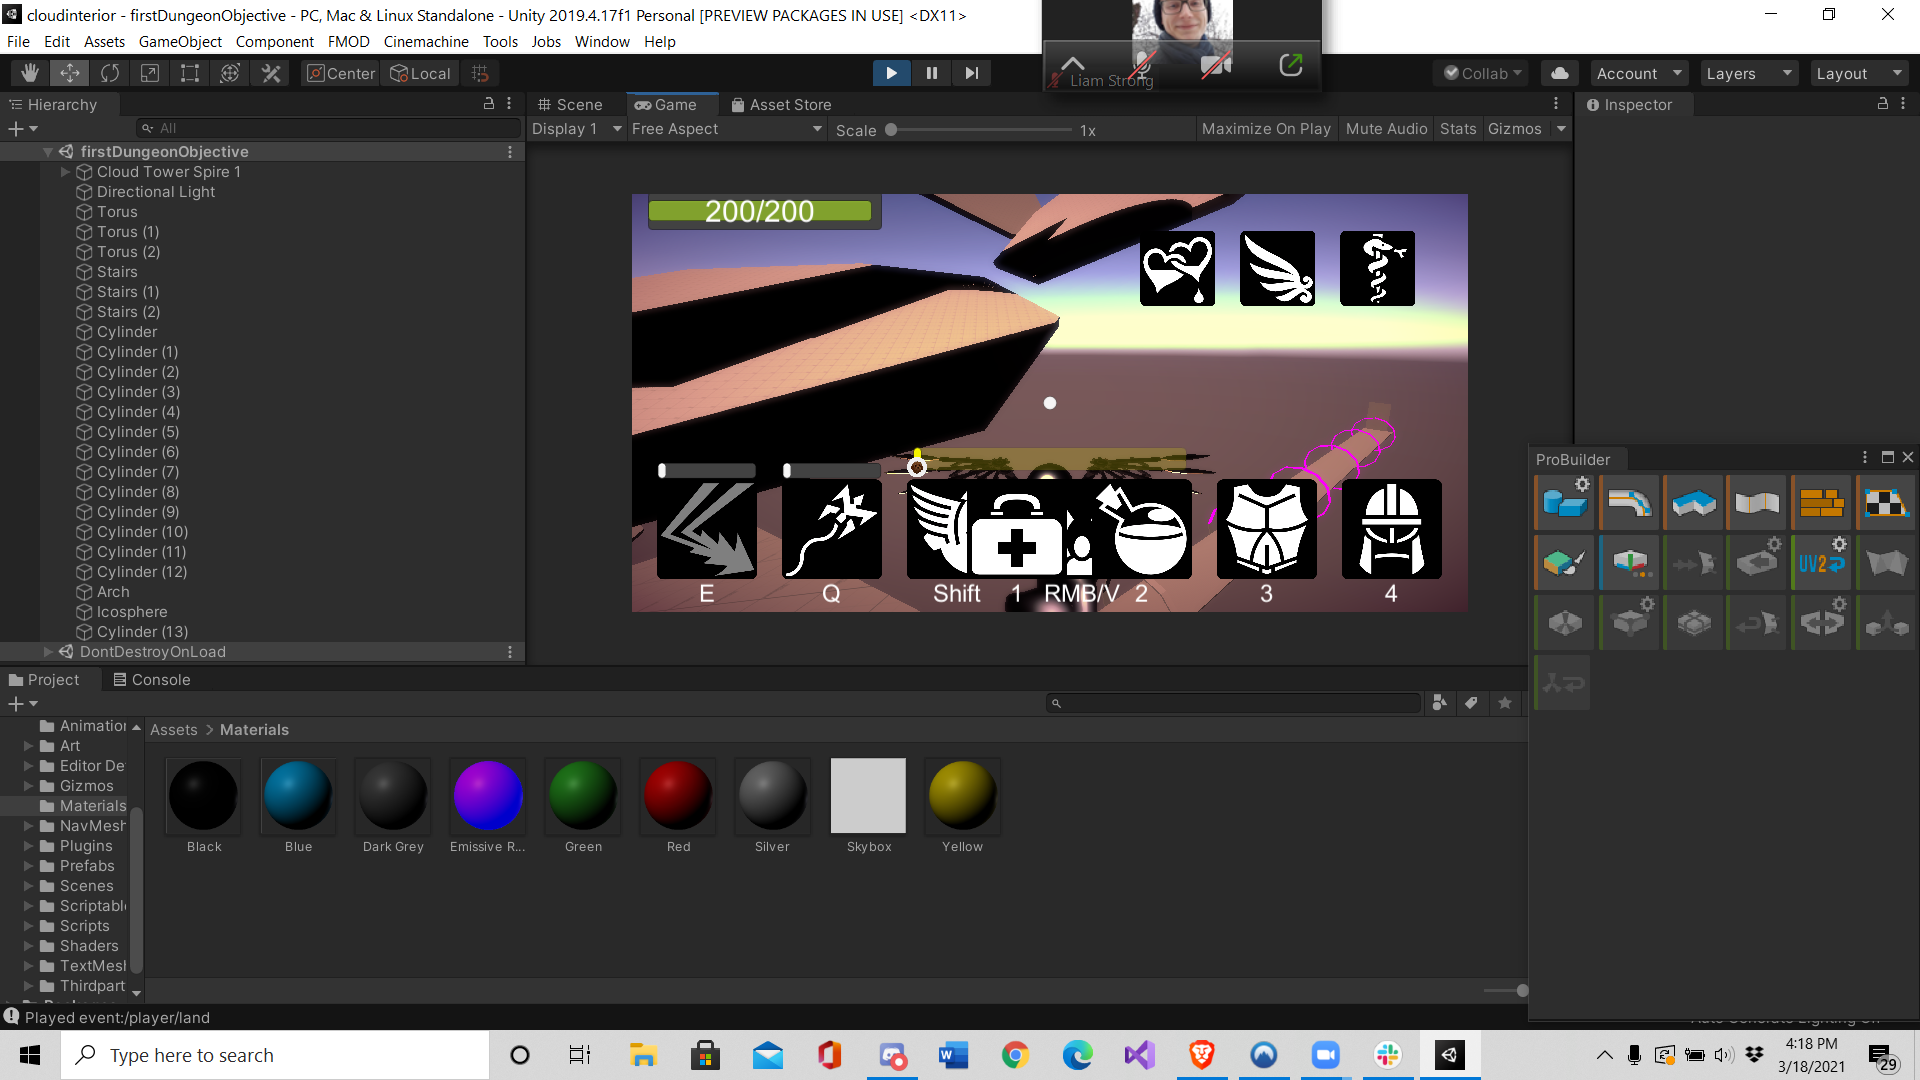 cloudinterior - firstDungeonObjective - PC, Mac & Linux Standalone - Unity 2019.4.17f1 Personal [PREVIEW PACKAGES IN USE] <DX11>
File Edit Assets GameObject Component FMOD Cinemachine Tools Jobs Window Help
Center Local
Liam Strong
Collab Account Layers Layout
Hierarchy
All
Scene Game Asset Store
Inspector
Display 1 Free Aspect Scale 1x Maximize On Play Mute Audio Stats Gizmos
firstDungeonObjective
Cloud Tower Spire 1
Directional Light
Torus
Torus (1)
Torus (2)
Stairs
Stairs (1)
Stairs (2)
Cylinder
Cylinder (1)
Cylinder (2)
Cylinder (3)
Cylinder (4)
Cylinder (5)
Cylinder (6)
Cylinder (7)
Cylinder (8)
Cylinder (9)
Cylinder (10)
Cylinder (11)
Cylinder (12)
Arch
Icosphere
Cylinder (13)
DontDestroyOnLoad
200/200
E Q Shift 1 RMB/V 2 3 4
ProBuilder
UV2
Project Console
Assets > Materials
Animation
Art
Editor De
Gizmos
Materials
NavMesh
Plugins
Prefabs
Scenes
Scriptabl
Scripts
Shaders
TextMesh
Thirdpart
Black Blue Dark Grey Emissive R... Green Red Silver Skybox Yellow
Played event:/player/land
Type here to search
4:18 PM
3/18/2021
29